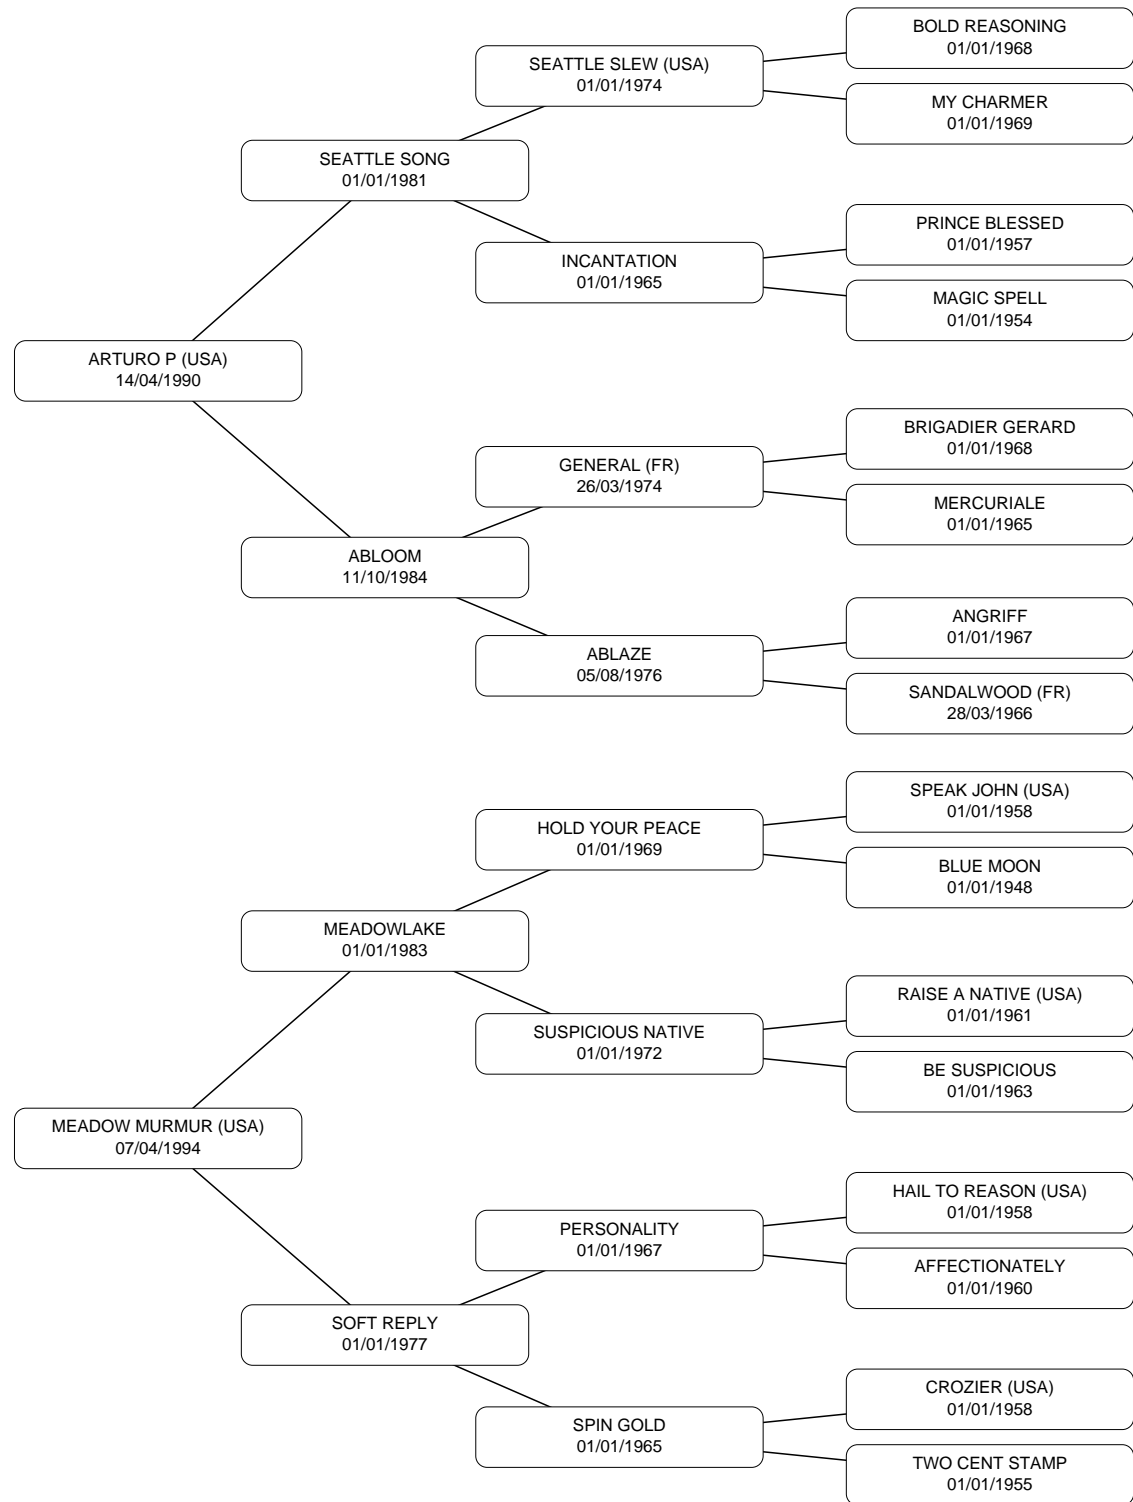 BOLD REASONING
01/01/1968
SEATTLE SLEW (USA)
01/01/1974
MY CHARMER
01/01/1969
SEATTLE SONG
01/01/1981
PRINCE BLESSED
01/01/1957
INCANTATION
01/01/1965
MAGIC SPELL
01/01/1954
ARTURO P (USA)
14/04/1990
BRIGADIER GERARD
01/01/1968
GENERAL (FR)
26/03/1974
MERCURIALE
01/01/1965
ABLOOM
11/10/1984
ANGRIFF
01/01/1967
ABLAZE
05/08/1976
SANDALWOOD (FR)
28/03/1966
SPEAK JOHN (USA)
01/01/1958
HOLD YOUR PEACE
01/01/1969
BLUE MOON
01/01/1948
MEADOWLAKE
01/01/1983
RAISE A NATIVE (USA)
01/01/1961
SUSPICIOUS NATIVE
01/01/1972
BE SUSPICIOUS
01/01/1963
MEADOW MURMUR (USA)
07/04/1994
HAIL TO REASON (USA)
01/01/1958
PERSONALITY
01/01/1967
AFFECTIONATELY
01/01/1960
SOFT REPLY
01/01/1977
CROZIER (USA)
01/01/1958
SPIN GOLD
01/01/1965
TWO CENT STAMP
01/01/1955